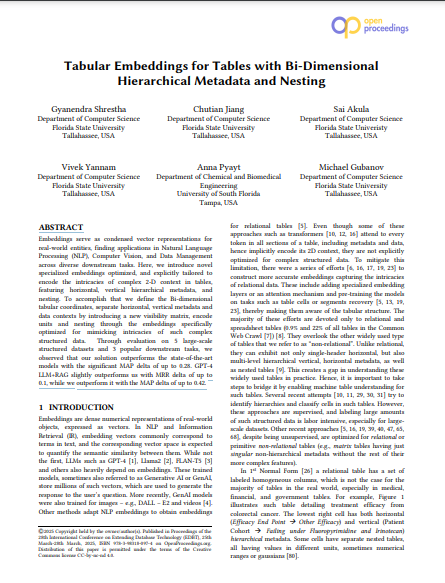 open
proceedings
Tabular Embeddings for Tables with Bi-Dimensional
Hierarchical Metadata and Nesting
Gyanendra Shrestha
Department of Computer Science
Florida State University
Tallahassee, USA
Chutian Jiang
Department of Computer Science
Florida State University
Tallahassee, USA
Sai Akula
Department of Computer Science
Florida State University
Tallahassee, USA
Vivek Yannam
Department of Computer Science
Florida State University
Tallahassee, USA
Anna Pyayt
Department of Chemical and Biomedical
Engineering
University of South Florida
Tampa, USA
Michael Gubanov
Department of Computer Science
Florida State University
Tallahassee, USA
ABSTRACT
Embeddings serve as condensed vector representations for
real-world entities, finding applications in Natural Language
Processing (NLP), Computer Vision, and Data Management
across diverse downstream tasks. Here, we introduce novel
specialized embeddings optimized, and explicitly tailored to
encode the intricacies of complex 2-D context in tables,
featuring horizontal, vertical hierarchical metadata, and
nesting. To accomplish that we define the Bi-dimensional
tabular coordinates, separate horizontal, vertical metadata and
data contexts by introducing a new visibility matrix, encode
units and nesting through the embeddings specifically
optimized for mimicking intricacies of such complex
structured data. Through evaluation on 5 large-scale
structured datasets and 3 popular downstream tasks, we
observed that our solution outperforms the state-of-the-art
models with the significant MAP delta of up to 0.28. GPT-4
LLM+RAG slightly outperforms us with MRR delta of up to
0.1, while we outperform it with the MAP delta of up to 0.42.
1 INTRODUCTION
Embeddings are dense numerical representations of real-world
objects, expressed as vectors. In NLP and Information
Retrieval (IR), embedding vectors commonly correspond to
terms in text, and the corresponding vector space is expected
to quantify the semantic similarity between them. While not
the first, LLMs such as GPT-4 [1], Llama2 [2], FLAN-T5 [3]
and others also heavily depend on embeddings. These trained
models, sometimes also referred to as Generative AI or GenAI,
store millions of such vectors, which are used to generate the
response to the user's question. More recently, GenAI models
were also trained for images – e.g., DALL – E2 and videos [4].
Other methods adapt NLP embeddings to obtain embeddings
©2025 Copyright held by the owner/author(s). Published in Proceedings of the
28th International Conference on Extending Database Technology (EDBT), 25th
March-28th March, 2025, ISBN 978-3-98318-097-4 on OpenProceedings.org.
Distribution of this paper is permitted under the terms of the Creative
Commons license CC-by-nc-nd 4.0.
for relational tables [5]. Even though some of these
approaches such as transformers [10, 12, 16] attend to every
token in all sections of a table, including metadata and data,
hence implicitly encode its 2D context, they are not explicitly
optimized for complex structured data. To mitigate this
limitation, there were a series of efforts [6, 16, 17, 19, 23] to
construct more accurate embeddings capturing the intricacies
of relational data. These include adding specialized embedding
layers or an attention mechanism and pre-training the models
on tasks such as table cells or segments recovery [5, 13, 19,
23], thereby making them aware of the tabular structure. The
majority of these efforts are devoted only to relational and
spreadsheet tables (0.9% and 22% of all tables in the Common
Web Crawl [7]) [8]. They overlook the other widely used type
of tables that we refer to as "non-relational". Unlike relational,
they can exhibit not only single-header horizontal, but also
multi-level hierarchical vertical, horizontal metadata, as well
as nested tables [9]. This creates a gap in understanding these
widely used tables in practice. Hence, it is important to take
steps to bridge it by enabling machine table understanding for
such tables. Several recent attempts [10, 11, 29, 30, 31] try to
identify hierarchies and classify cells in such tables. However,
these approaches are supervised, and labeling large amounts
of such structured data is labor intensive, especially for large-
scale datasets. Other recent approaches [5, 16, 19, 39, 40, 47, 65,
68], despite being unsupervised, are optimized for relational or
primitive non-relational tables (e.g., matrix tables having just
singular non-hierarchical metadata without the rest of their
more complex features).
In 1st Normal Form [26] a relational table has a set of
labeled homogenous columns, which is not the case for the
majority of tables in the real world, especially in medical,
financial, and government tables. For example, Figure 1
illustrates such table detailing treatment efficacy from
colorectal cancer. The lowest right cell has both horizontal
(Efficacy End Point → Other Efficacy) and vertical (Patient
Cohort → Failing under Fluoropyrimidine and Irinotecan)
hierarchical metadata. Some cells have separate nested tables,
all having values in different units, sometimes numerical
ranges or gaussians [80].